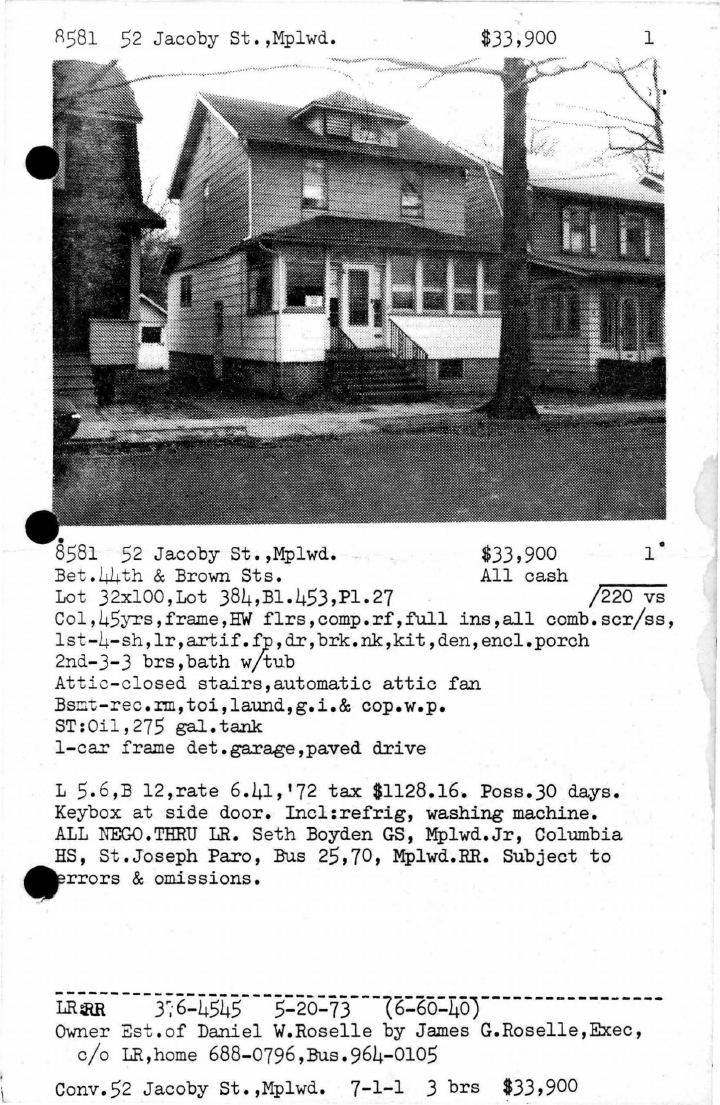 8581 52 Jacoby St.,Mplwd. $33,900 1
8581 52 Jacoby St.,Mplwd. $33,900 1
Bet.44th & Brown Sts. All cash
Lot 32x100,Lot 384,Bl.453,Pl.27 /220 vs
Col,45yrs,frame,HW flrs,comp.rf,full ins,all comb.scr/ss,
1st-4-sh,lr,artif.fp,dr,brk.nk,kit,den,encl.porch
2nd-3-3 brs,bath w/tub
Attic-closed stairs,automatic attic fan
Bsmt-rec.rm,toi,laund,g.i.& cop.w.p.
ST:Oil,275 gal.tank
1-car frame det.garage,paved drive
L 5.6,B 12,rate 6.41,'72 tax $1128.16. Poss.30 days.
Keybox at side door. Incl:refrig, washing machine.
ALL NEGO.THRU LR. Seth Boyden GS, Mplwd.Jr, Columbia
HS, St.Joseph Paro, Bus 25,70, Mplwd.RR. Subject to
errors & omissions.
LR:RR 376-4545 5-20-73 (6-60-40)
Owner Est.of Daniel W.Roselle by James G.Roselle,Exec,
c/o LR,home 688-0796,Bus.964-0105
Conv.52 Jacoby St.,Mplwd. 7-1-1 3 brs $33,900